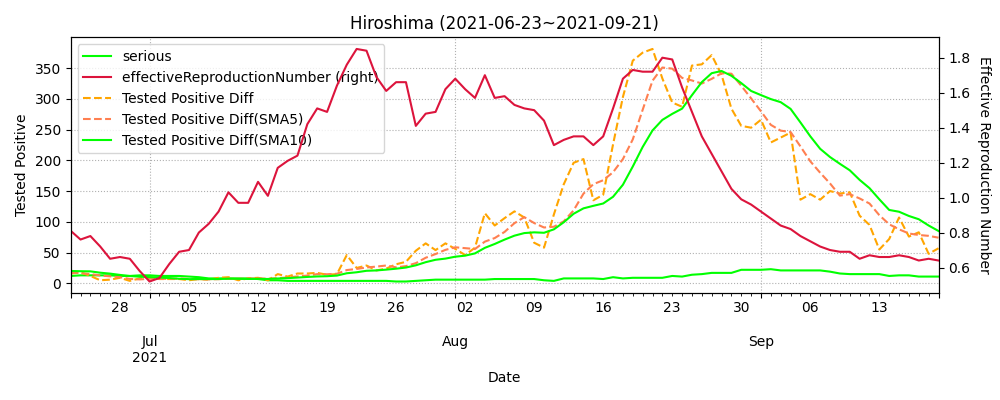 Hiroshima (2021-06-23~2021-09-21)
serious
effectiveReproductionNumber (right)
Tested Positive Diff
Tested Positive Diff(SMA5)
Tested Positive Diff(SMA10)
Tested Positive
350
300
250
200
150
100
50
0
1.8
1.6
1.4
1.2
1.0
0.8
0.6
Effective Reproduction Number
28 05 12 19 26 02 09 16 23 30 06 13
Jul Aug Sep
2021
Date